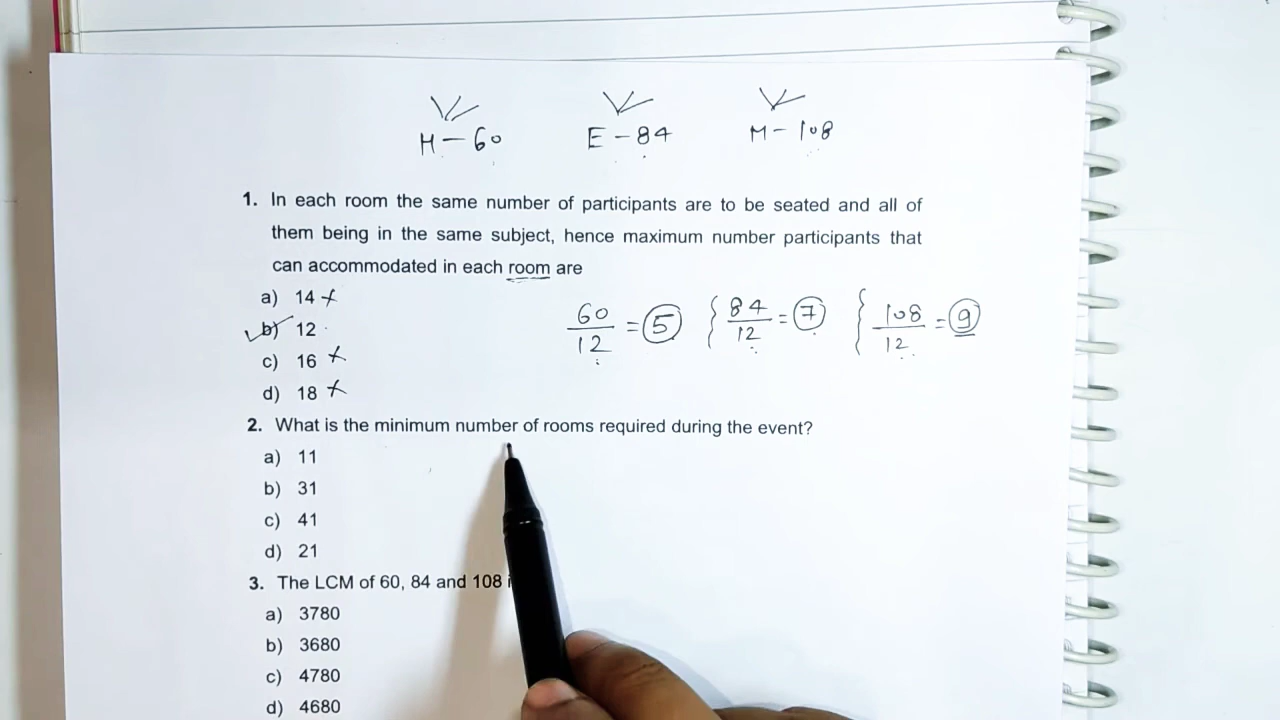 H - 60 E - 84 M - 108
1. In each room the same number of participants are to be seated and all of
them being in the same subject, hence maximum number participants that
can accommodated in each room are
a) 14
b) 12
c) 16
d) 18
60/12 = 5 { 84/12 = 7 { 108/12 = 9
2. What is the minimum number of rooms required during the event?
a) 11
b) 31
c) 41
d) 21
3. The LCM of 60, 84 and 108
a) 3780
b) 3680
c) 4780
d) 4680